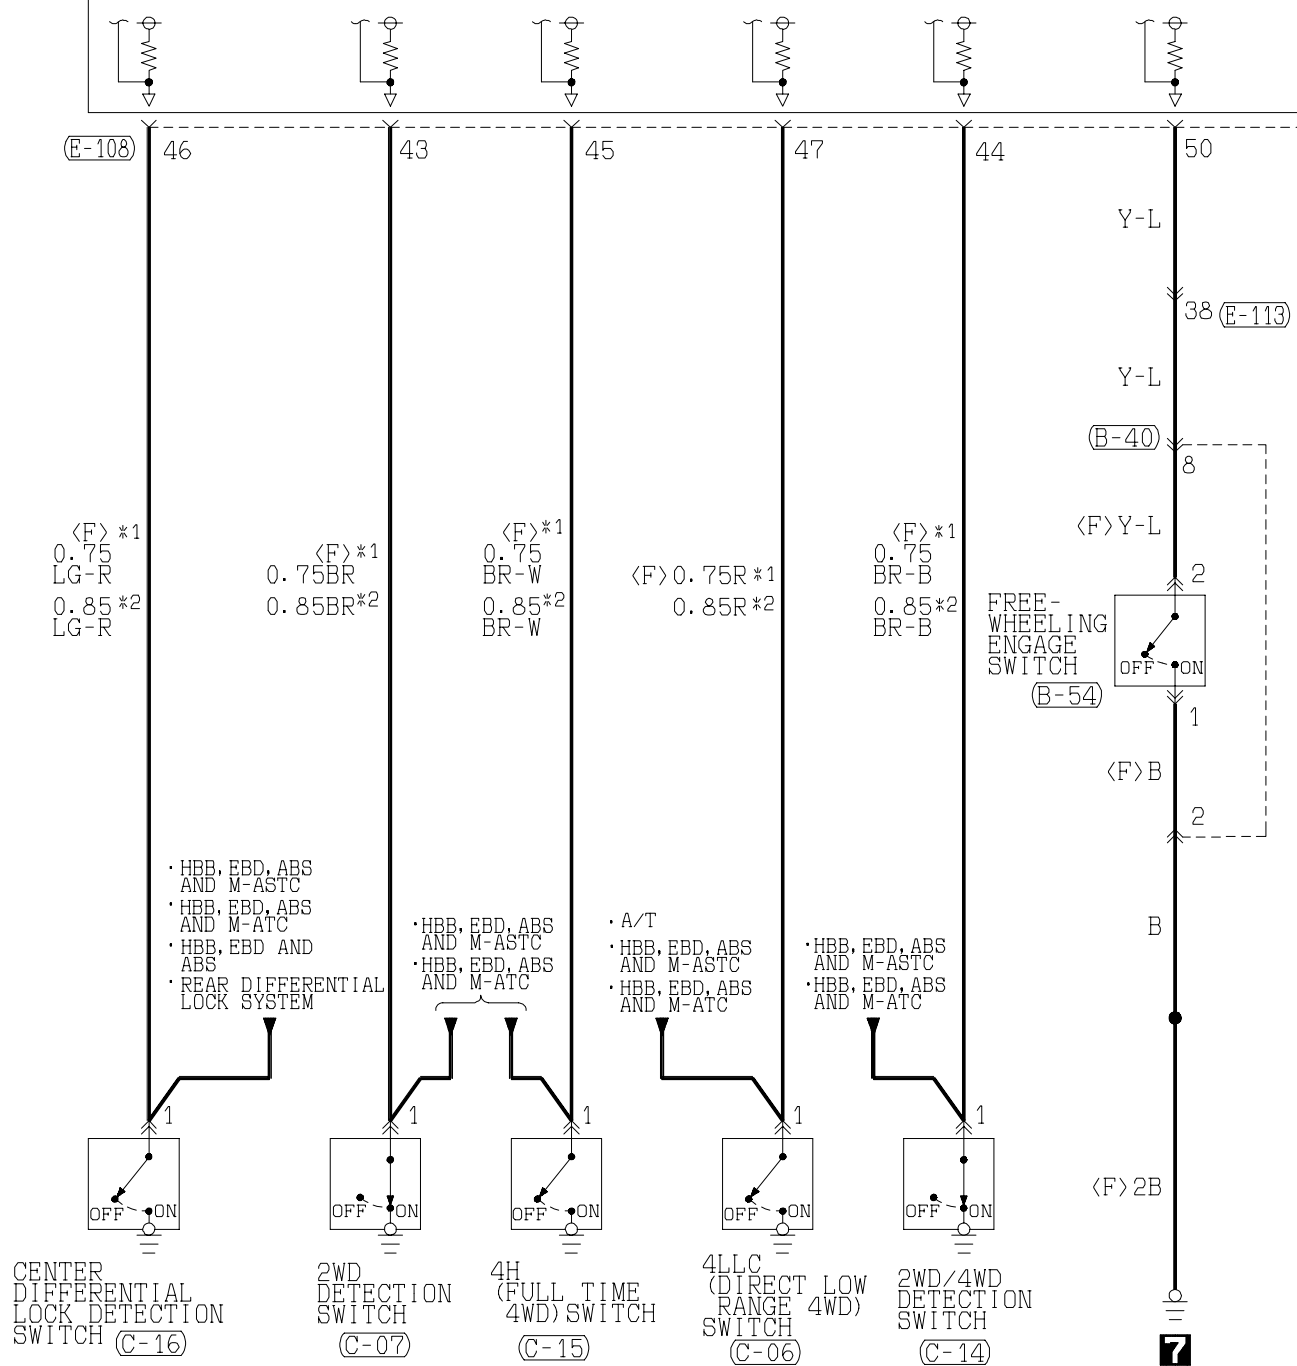 (E-108) 46 43 45 47 44 50
Y-L
38 (E-113)
Y-L
(B-40)
8
<F> *1
0.75
LG-R
0.85*2
LG-R
<F>*1
0.75BR
0.85BR*2
<F>*1
0.75
BR-W
0.85*2
BR-W
<F>0.75R*1
0.85R*2
<F>*1
0.75
BR-B
0.85*2
BR-B
<F>Y-L
2
FREE-
WHEELING
ENGAGE
SWITCH
(B-54)
OFF ON
1
<F>B
2
B
· HBB, EBD, ABS
AND M-ASTC
· HBB, EBD, ABS
AND M-ATC
· HBB, EBD AND
ABS
· REAR DIFFERENTIAL
LOCK SYSTEM
· HBB, EBD, ABS
AND M-ASTC
· HBB, EBD, ABS
AND M-ATC
· A/T
· HBB, EBD, ABS
AND M-ASTC
· HBB, EBD, ABS
AND M-ATC
· HBB, EBD, ABS
AND M-ASTC
· HBB, EBD, ABS
AND M-ATC
1 1 1 1 1
<F>2B
OFF ON OFF ON OFF ON OFF ON OFF ON
CENTER
DIFFERENTIAL
LOCK DETECTION
SWITCH (C-16)
2WD
DETECTION
SWITCH
(C-07)
4H
(FULL TIME
4WD) SWITCH
(C-15)
4LLC
(DIRECT LOW
RANGE 4WD)
SWITCH
(C-06)
2WD/4WD
DETECTION
SWITCH
(C-14)
7